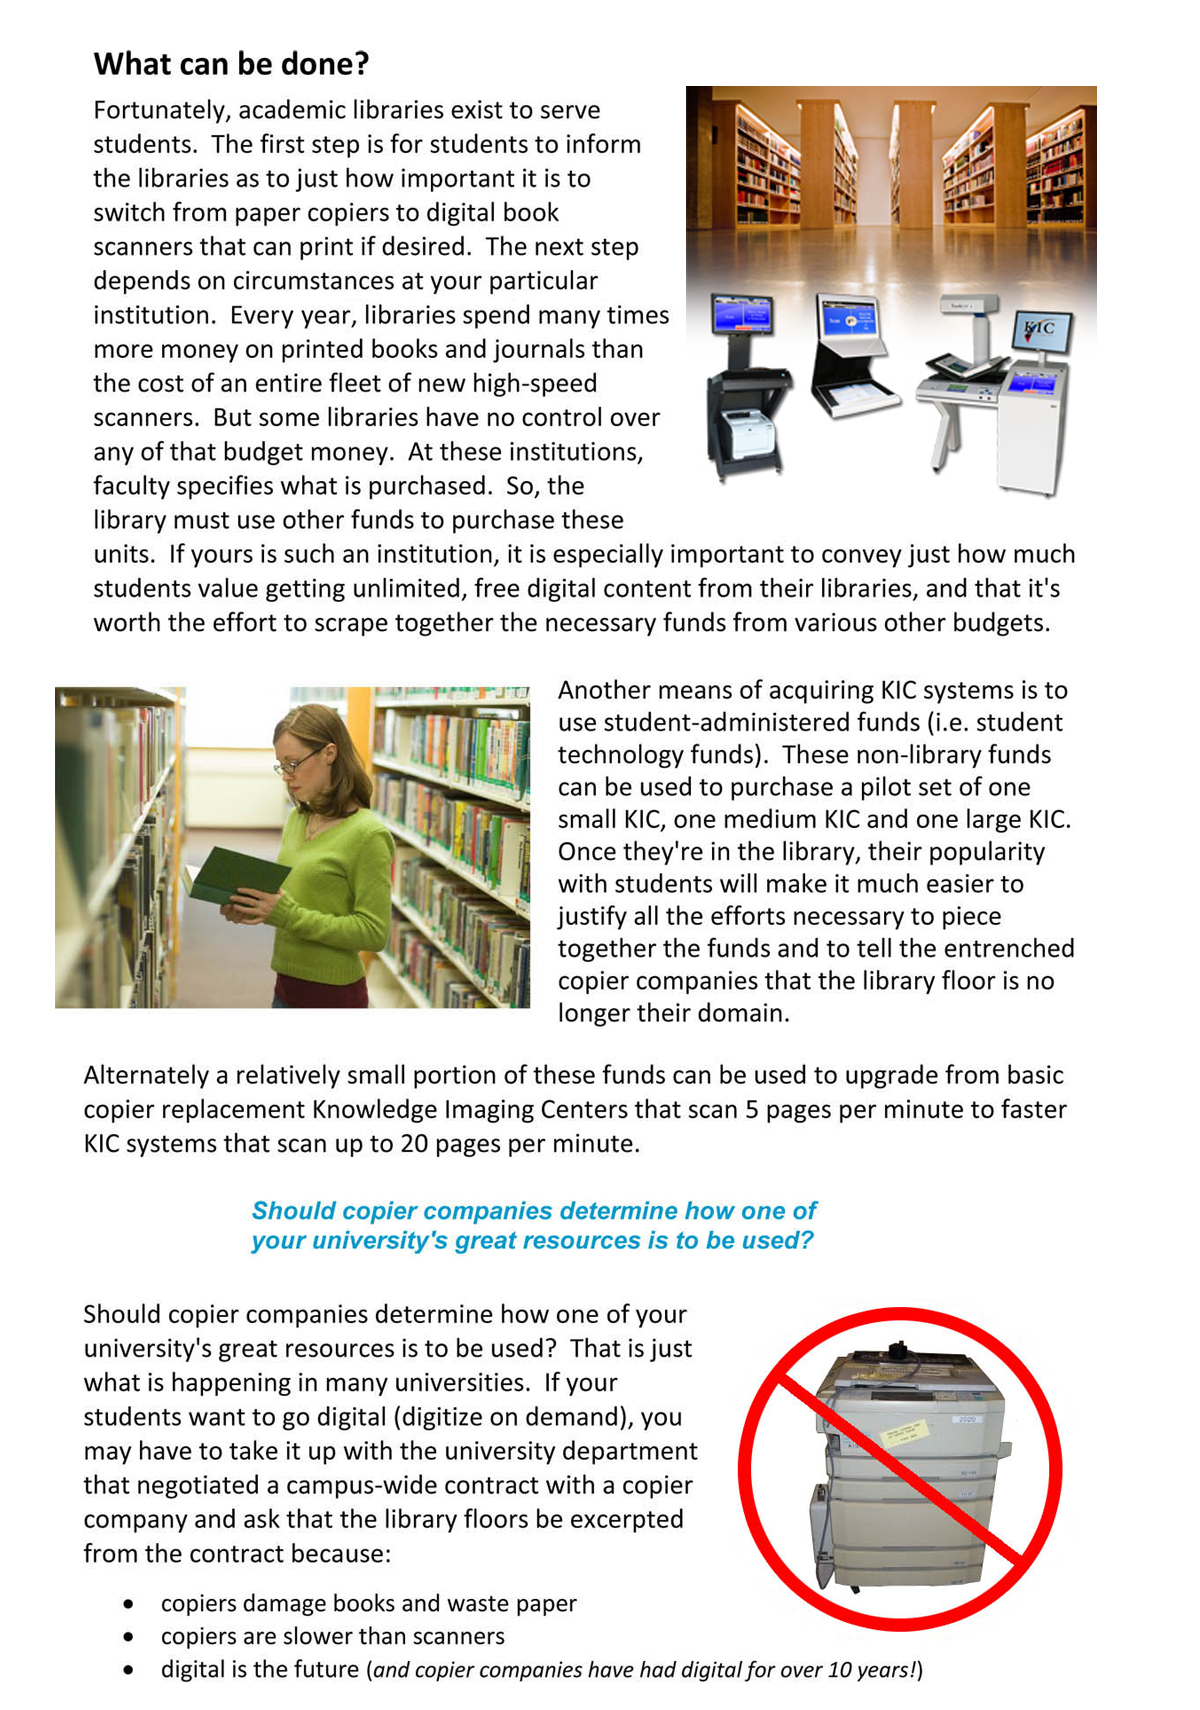 What can be done?
Fortunately, academic libraries exist to serve
students.  The first step is for students to inform
the libraries as to just how important it is to
switch from paper copiers to digital book
scanners that can print if desired.  The next step
depends on circumstances at your particular
institution.  Every year, libraries spend many times
more money on printed books and journals than
the cost of an entire fleet of new high-speed
scanners.  But some libraries have no control over
any of that budget money.  At these institutions,
faculty specifies what is purchased.  So, the
library must use other funds to purchase these
units.  If yours is such an institution, it is especially important to convey just how much
students value getting unlimited, free digital content from their libraries, and that it's
worth the effort to scrape together the necessary funds from various other budgets.
KIC
Another means of acquiring KIC systems is to
use student-administered funds (i.e. student
technology funds).  These non-library funds
can be used to purchase a pilot set of one
small KIC, one medium KIC and one large KIC.
Once they're in the library, their popularity
with students will make it much easier to
justify all the efforts necessary to piece
together the funds and to tell the entrenched
copier companies that the library floor is no
longer their domain.
Alternately a relatively small portion of these funds can be used to upgrade from basic
copier replacement Knowledge Imaging Centers that scan 5 pages per minute to faster
KIC systems that scan up to 20 pages per minute.
Should copier companies determine how one of
your university's great resources is to be used?
Should copier companies determine how one of your
university's great resources is to be used?  That is just
what is happening in many universities.  If your
students want to go digital (digitize on demand), you
may have to take it up with the university department
that negotiated a campus-wide contract with a copier
company and ask that the library floors be excerpted
from the contract because:
2020
• copiers damage books and waste paper
• copiers are slower than scanners
• digital is the future (and copier companies have had digital for over 10 years!)